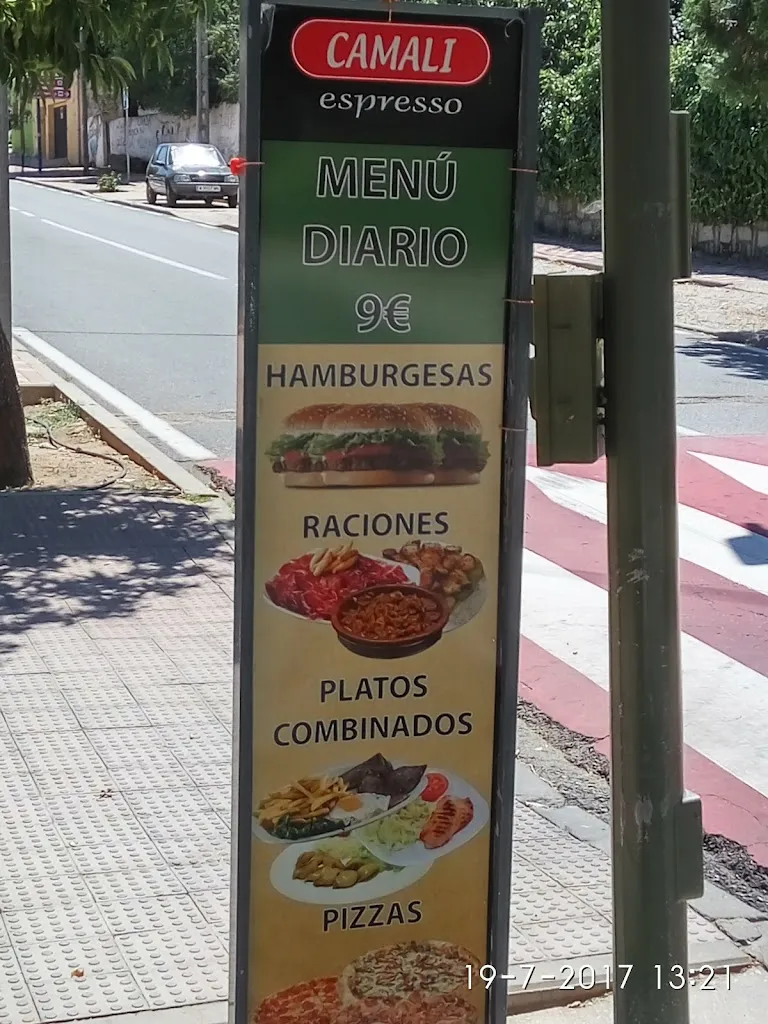 CAMALI
espresso
MENÚ
DIARIO
9€
HAMBURGESAS
RACIONES
PLATOS
COMBINADOS
PIZZAS
19-7-2017 13:21